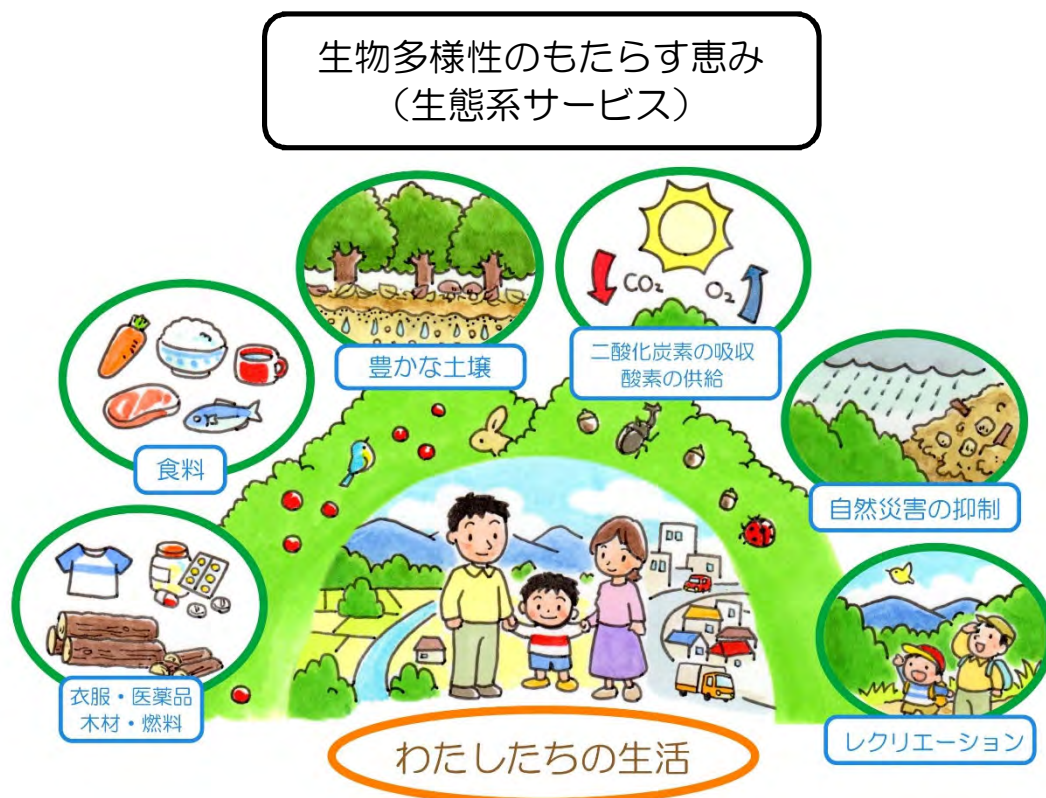 生物多様性のもたらす恵み
（生態系サービス）
CO₂
O₂
豊かな土壌
二酸化炭素の吸収
酸素の供給
食料
自然災害の抑制
衣服・医薬品
木材・燃料
レクリエーション
わたしたちの生活